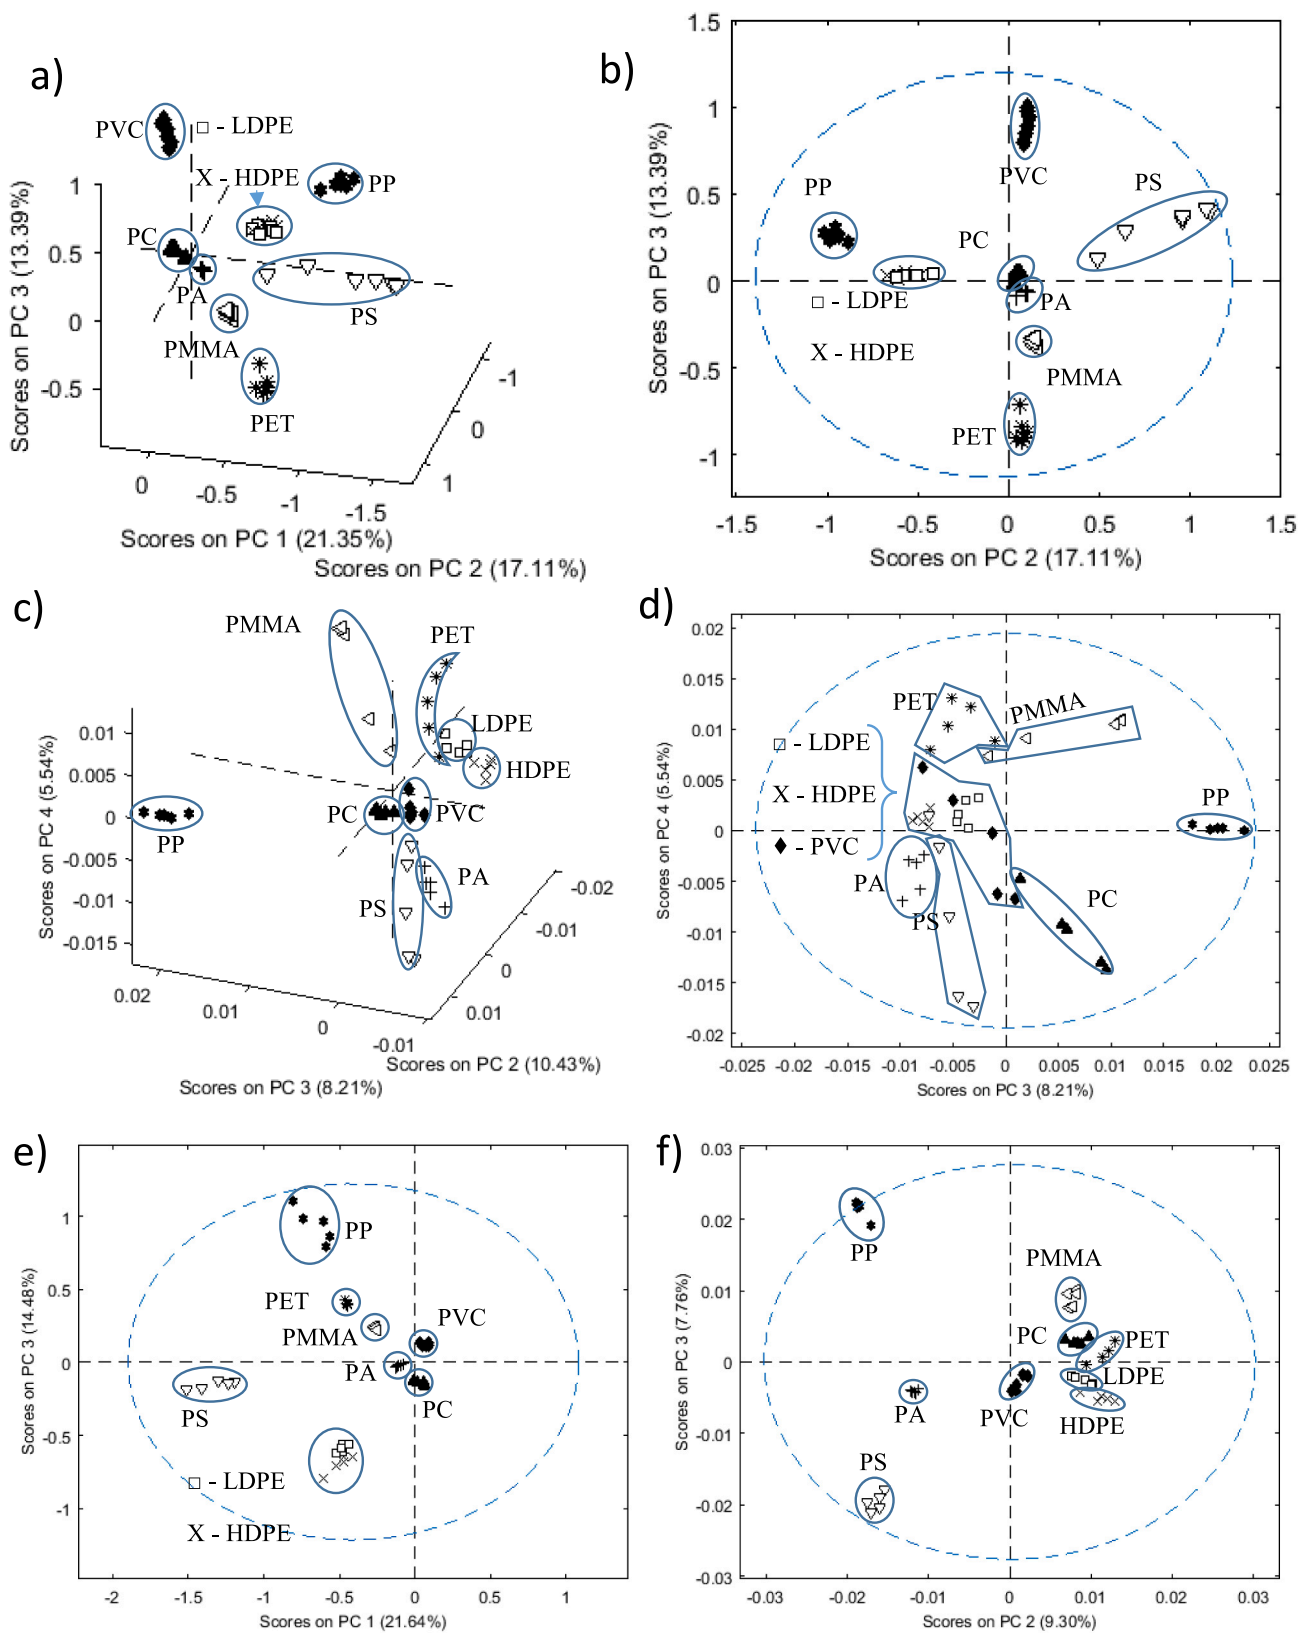 a)
PVC
□ - LDPE
X - HDPE
PP
PC
PA
PS
PMMA
PET
1
0.5
0
-0.5
Scores on PC 3 (13.39%)
0
-0.5
-1
-1.5
Scores on PC 1 (21.35%)
-1
0
1
Scores on PC 2 (17.11%)
b)
1.5
1
0.5
0
-0.5
-1
Scores on PC 3 (13.39%)
PVC
PS
PP
PC
PA
□ - LDPE
X - HDPE
PMMA
PET
-1.5
-1
-0.5
0
0.5
1
1.5
Scores on PC 2 (17.11%)
c)
PMMA
PET
LDPE
HDPE
PC
PVC
PP
PA
PS
0.01
0.005
0
-0.005
-0.01
-0.015
Scores on PC 4 (5.54%)
0.02
0.01
0
-0.01
Scores on PC 3 (8.21%)
-0.02
-0.01
0
0.01
Scores on PC 2 (10.43%)
d)
0.02
0.015
0.01
0.005
0
-0.005
-0.01
-0.015
-0.02
Scores on PC 4 (5.54%)
PET
PMMA
□ - LDPE
X - HDPE
♦ - PVC
PP
PA
PS
PC
-0.025
-0.02
-0.015
-0.01
-0.005
0
0.005
0.01
0.015
0.02
0.025
Scores on PC 3 (8.21%)
e)
1
0.5
0
-0.5
-1
Scores on PC 3 (14.48%)
PP
PET
PMMA
PVC
PA
PC
PS
□ - LDPE
X - HDPE
-2
-1.5
-1
-0.5
0
0.5
1
Scores on PC 1 (21.64%)
f)
0.03
0.02
0.01
0
-0.01
-0.02
-0.03
Scores on PC 3 (7.76%)
PP
PMMA
PC
PET
LDPE
HDPE
PA
PVC
PS
-0.03
-0.02
-0.01
0
0.01
0.02
0.03
Scores on PC 2 (9.30%)